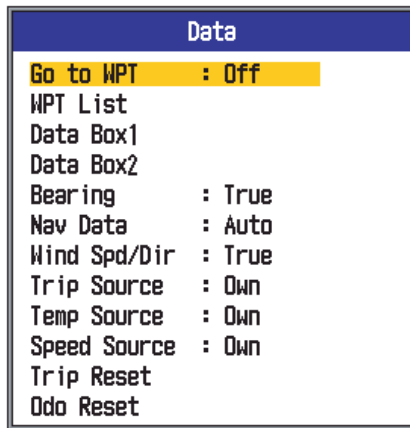 Data
Go to WPT : Off
WPT List
Data Box1
Data Box2
Bearing : True
Nav Data : Auto
Wind Spd/Dir : True
Trip Source : Own
Temp Source : Own
Speed Source : Own
Trip Reset
Odo Reset